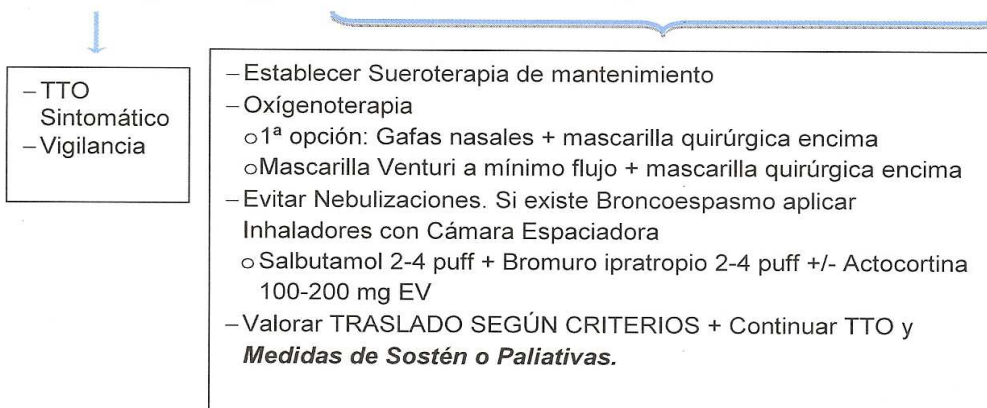 –TTO
Sintomático
–Vigilancia
–Establecer Sueroterapia de mantenimiento
–Oxígenoterapia
o1ª opción: Gafas nasales + mascarilla quirúrgica encima
oMascarilla Venturi a mínimo flujo + mascarilla quirúrgica encima
–Evitar Nebulizaciones. Si existe Broncoespasmo aplicar
Inhaladores con Cámara Espaciadora
o Salbutamol 2-4 puff + Bromuro ipratropio 2-4 puff +/- Actocortina
100-200 mg EV
–Valorar TRASLADO SEGÚN CRITERIOS + Continuar TTO y
Medidas de Sostén o Paliativas.